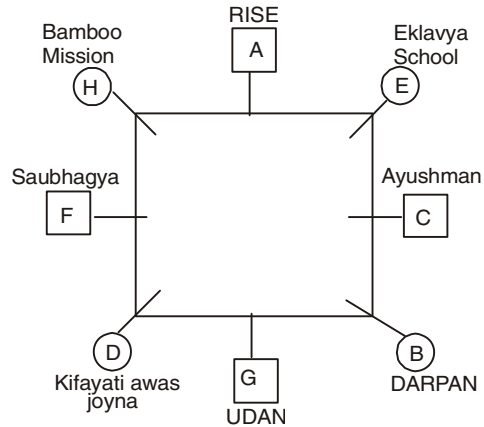 RISE
A
Bamboo
Mission
H
Eklavya
School
E
Saubhagya
F
Ayushman
C
D
Kifayati awas
joyna
G
UDAN
B
DARPAN